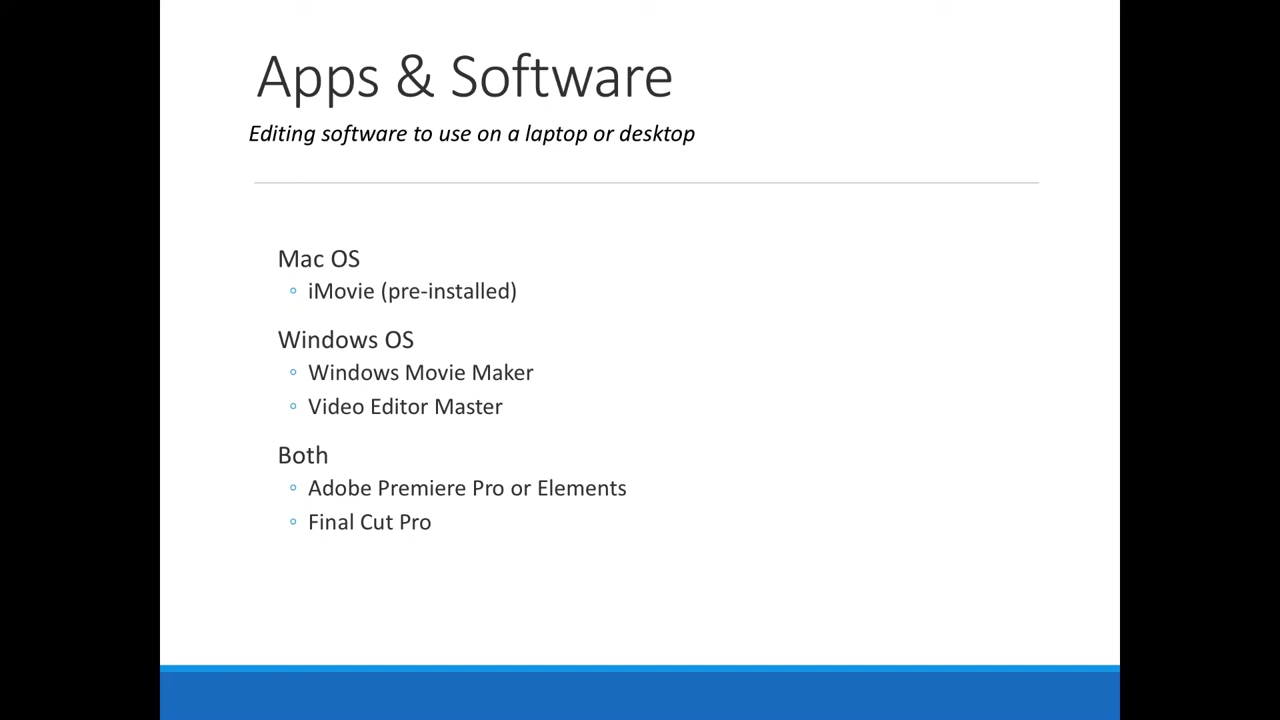 Apps & Software
Editing software to use on a laptop or desktop
Mac OS
◦ iMovie (pre-installed)
Windows OS
◦ Windows Movie Maker
◦ Video Editor Master
Both
◦ Adobe Premiere Pro or Elements
◦ Final Cut Pro